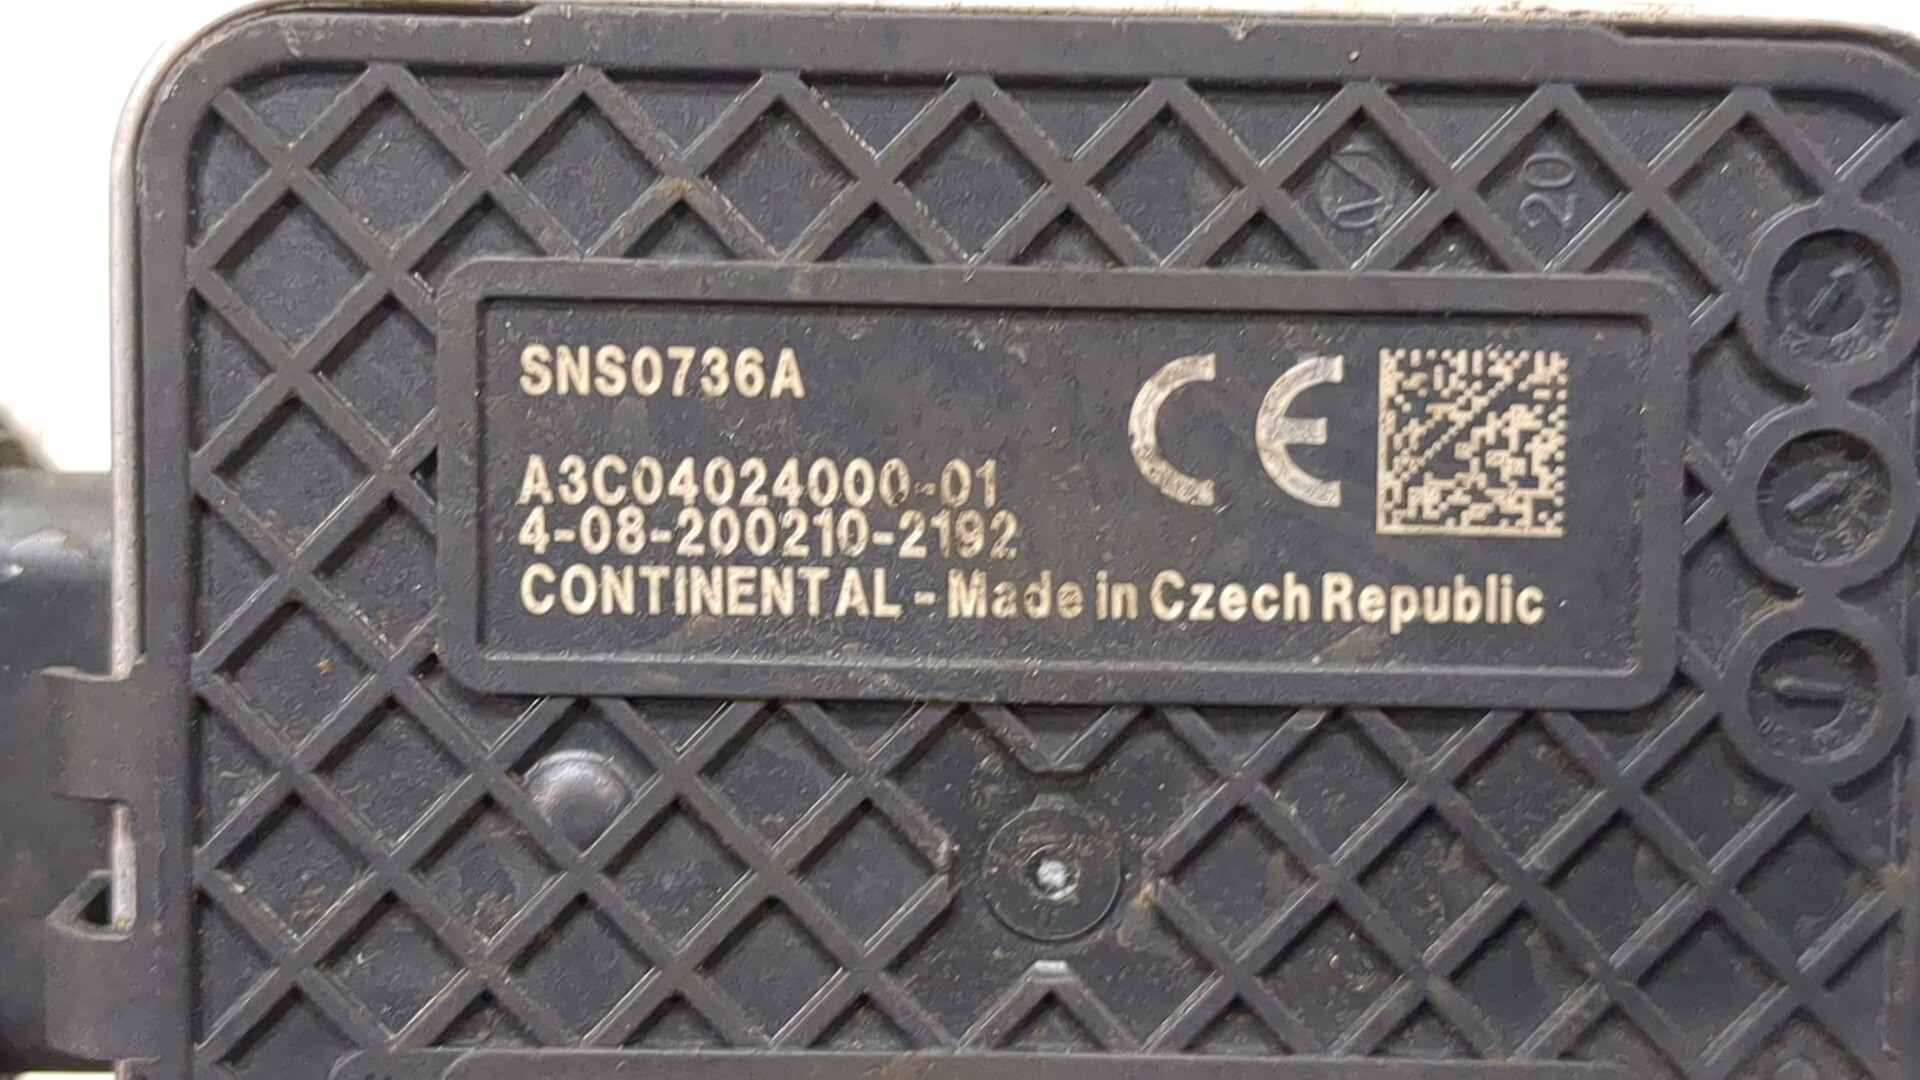 20
SNS0736A
CE
A3C04024000-01
4-08-200210-2192
CONTINENTAL - Made in Czech Republic